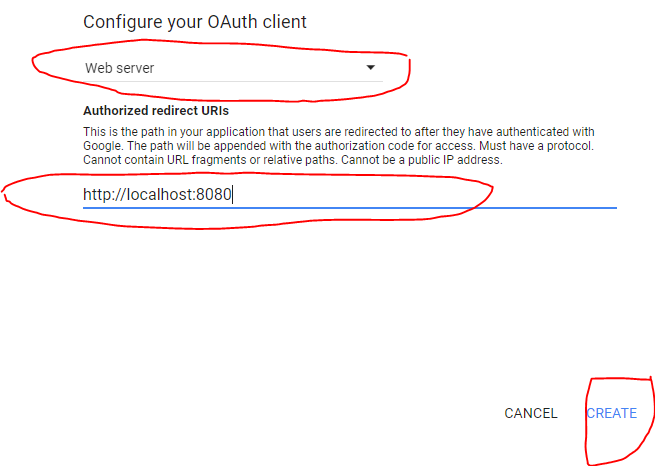 Configure your OAuth client
Web server
Authorized redirect URIs
This is the path in your application that users are redirected to after they have authenticated with
Google. The path will be appended with the authorization code for access. Must have a protocol.
Cannot contain URL fragments or relative paths. Cannot be a public IP address.
http://localhost:8080
CANCEL CREATE